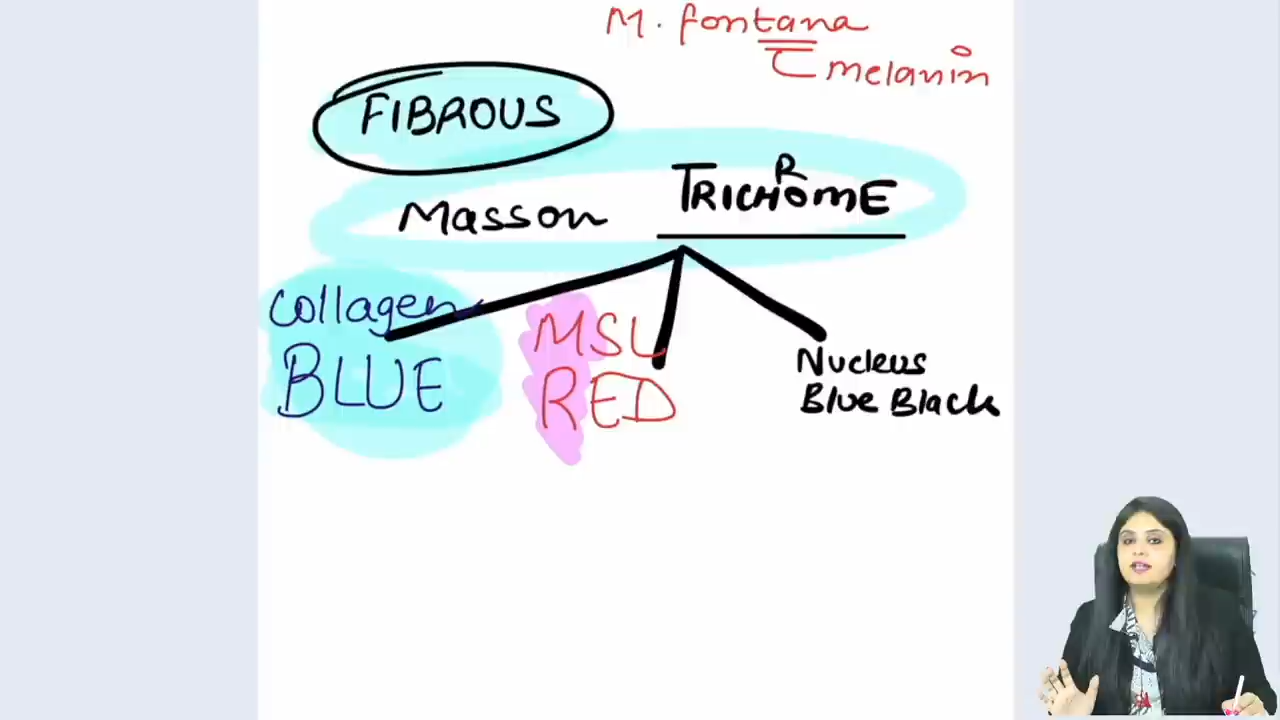 M. fontana
melanin
FIBROUS
Masson TRICHROME
Collagen
BLUE
MSL
RED
Nucleus
Blue Black